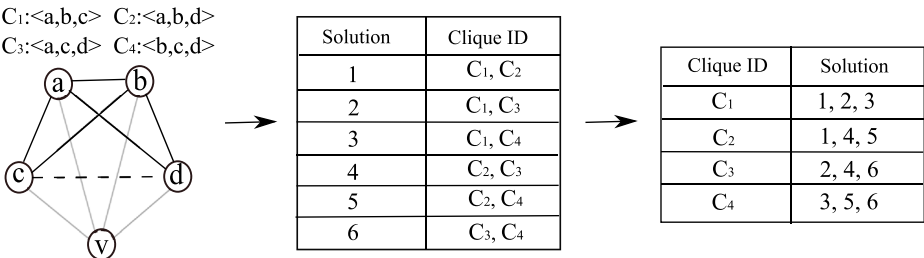 C₁:<a,b,c> C₂:<a,b,d>
C₃:<a,c,d> C₄:<b,c,d>
a b
c d
v
Solution Clique ID
1 C₁, C₂
2 C₁, C₃
3 C₁, C₄
4 C₂, C₃
5 C₂, C₄
6 C₃, C₄
Clique ID Solution
C₁ 1, 2, 3
C₂ 1, 4, 5
C₃ 2, 4, 6
C₄ 3, 5, 6